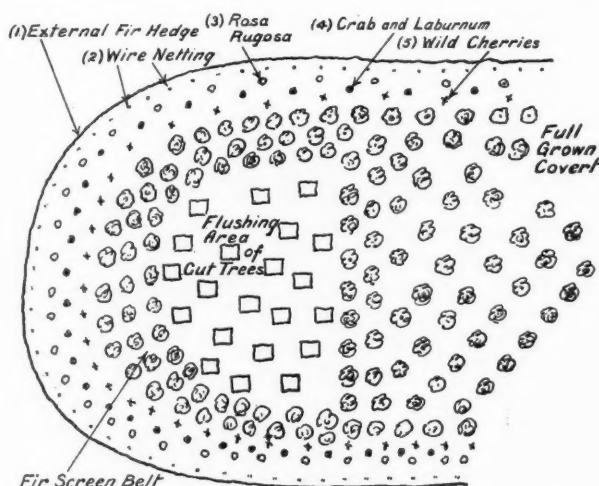 (1) External Fir Hedge
(2) Wire Netting
(3) Rosa
Rugosa
(4) Crab and Laburnum
(5) Wild Cherries
Full
Grown
Covert
Flushing
Area
of
Cut Trees
Fir Screen Belt